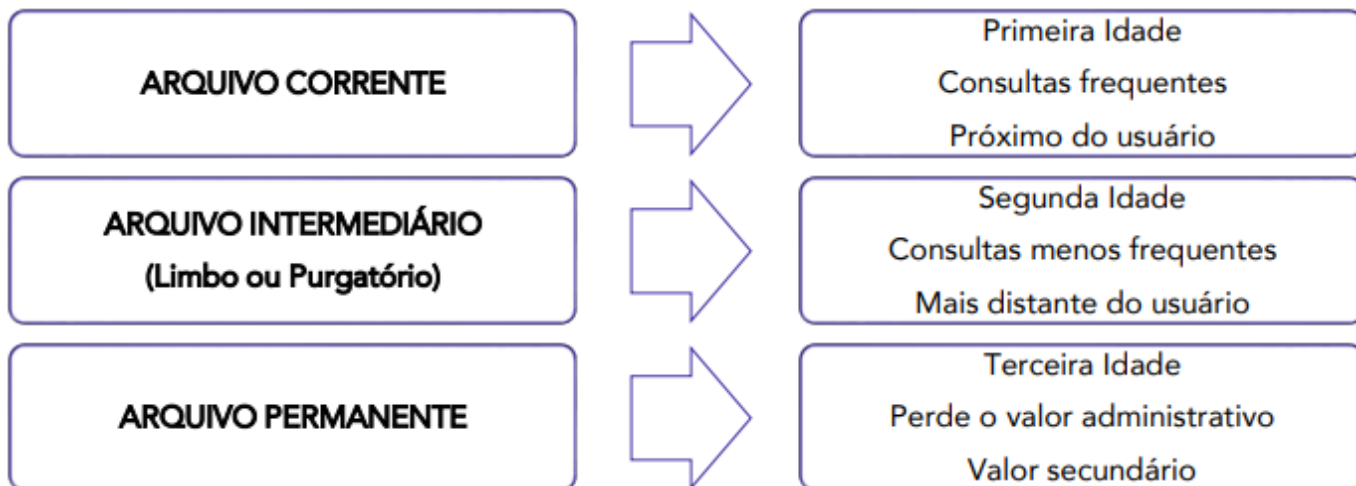 ARQUIVO CORRENTE
Primeira Idade
Consultas frequentes
Próximo do usuário
ARQUIVO INTERMEDIÁRIO
(Limbo ou Purgatório)
Segunda Idade
Consultas menos frequentes
Mais distante do usuário
ARQUIVO PERMANENTE
Terceira Idade
Perde o valor administrativo
Valor secundário